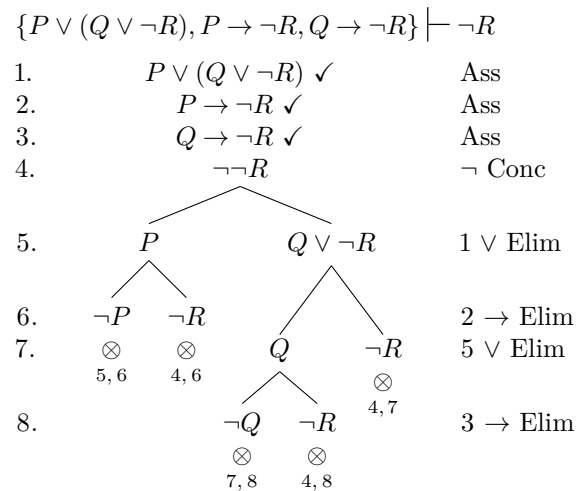 {P ∨ (Q ∨ ¬R), P → ¬R, Q → ¬R} ⊢ ¬R
1. P ∨ (Q ∨ ¬R) ✓ Ass
2. P → ¬R ✓ Ass
3. Q → ¬R ✓ Ass
4. ¬¬R ¬ Conc
5. P Q ∨ ¬R 1 ∨ Elim
6. ¬P ¬R 2 → Elim
7. ⊗ ⊗ Q ¬R 5 ∨ Elim
5, 6 4, 6 ⊗
4, 7
8. ¬Q ¬R 3 → Elim
⊗ ⊗
7, 8 4, 8